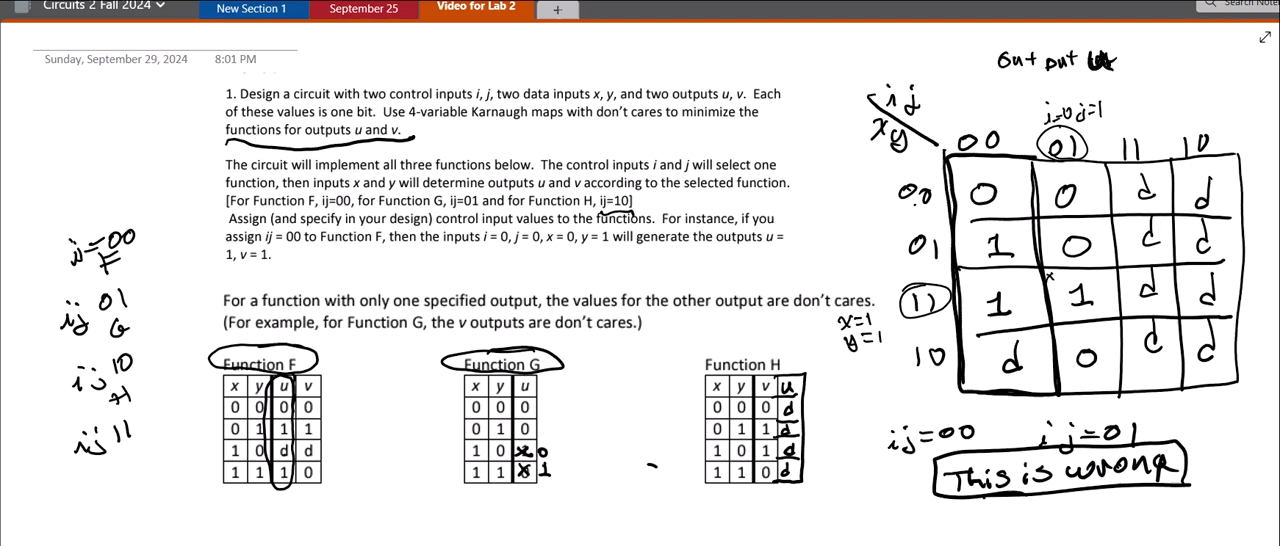 Circuits 2 Fall 2024
New Section 1
September 25
Video for Lab 2
+
Search Note
Sunday, September 29, 2024 8:01 PM
output
1. Design a circuit with two control inputs i, j, two data inputs x, y, and two outputs u, v. Each
of these values is one bit. Use 4-variable Karnaugh maps with don't cares to minimize the
functions for outputs u and v.
The circuit will implement all three functions below. The control inputs i and j will select one
function, then inputs x and y will determine outputs u and v according to the selected function.
[For Function F, ij=00, for Function G, ij=01 and for Function H, ij=10]
Assign (and specify in your design) control input values to the functions. For instance, if you
assign ij = 00 to Function F, then the inputs i = 0, j = 0, x = 0, y = 1 will generate the outputs u =
1, v = 1.
For a function with only one specified output, the values for the other output are don't cares.
(For example, for Function G, the v outputs are don't cares.)
ij=00
F
ij 01
G
ij 10
H
ij 11
Function F
x y u v
0 0 0 0
0 1 1 1
1 0 d d
1 1 1 0
Function G
x y u
0 0 0
0 1 0
1 0 0
1 1 1
Function H
x y v u
0 0 0 d
0 1 1 d
1 0 1 d
1 1 0 d
ij
xy
i=0 j=1
00 01 11 10
00 0 0 d d
01 1 0 d d
11 1 1 d d
10 d 0 d d
x=1
y=1
ij=00 ij=01
This is wrong